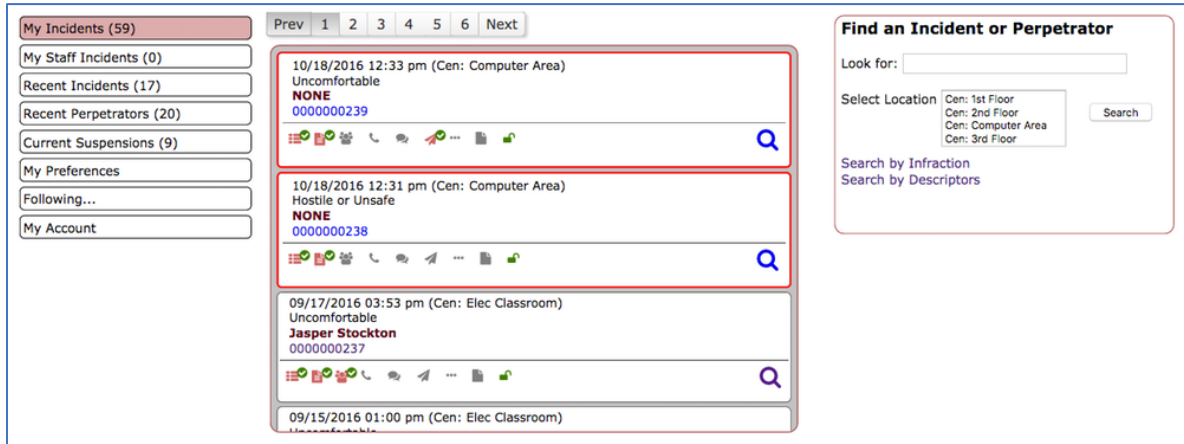 My Incidents (59)
My Staff Incidents (0)
Recent Incidents (17)
Recent Perpetrators (20)
Current Suspensions (9)
My Preferences
Following...
My Account
Prev 1 2 3 4 5 6 Next
10/18/2016 12:33 pm (Cen: Computer Area)
Uncomfortable
NONE
0000000239
10/18/2016 12:31 pm (Cen: Computer Area)
Hostile or Unsafe
NONE
0000000238
09/17/2016 03:53 pm (Cen: Elec Classroom)
Uncomfortable
Jasper Stockton
0000000237
09/15/2016 01:00 pm (Cen: Elec Classroom)
Find an Incident or Perpetrator
Look for:
Select Location
Cen: 1st Floor
Cen: 2nd Floor
Cen: Computer Area
Cen: 3rd Floor
Search
Search by Infraction
Search by Descriptors